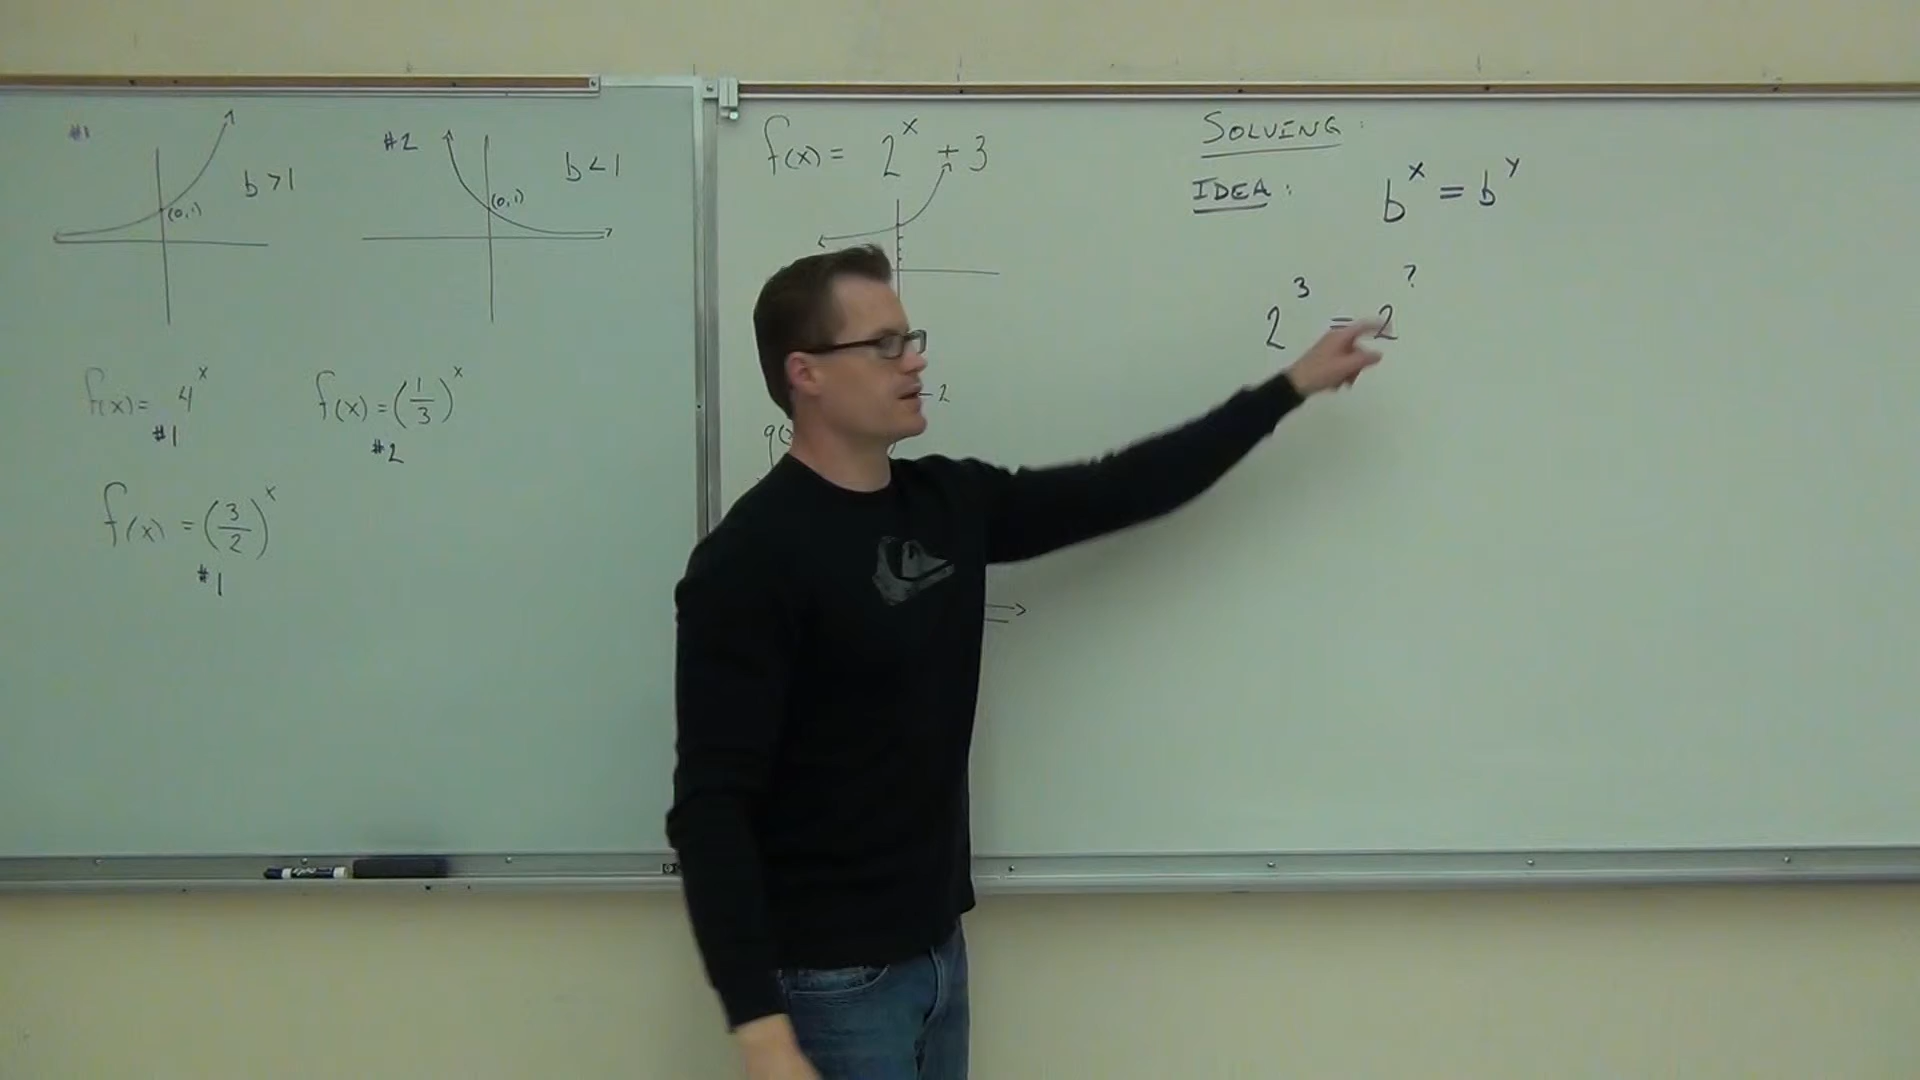 #1
b > 1
(0,1)
#2
b < 1
(0,1)
f(x) = 4^x
#1
f(x) = (1/3)^x
#2
f(x) = (3/2)^x
#1
f(x) = 2^x + 3
- 2
g(x
SOLVING:
IDEA: b^x = b^y
2^3 = 2^?